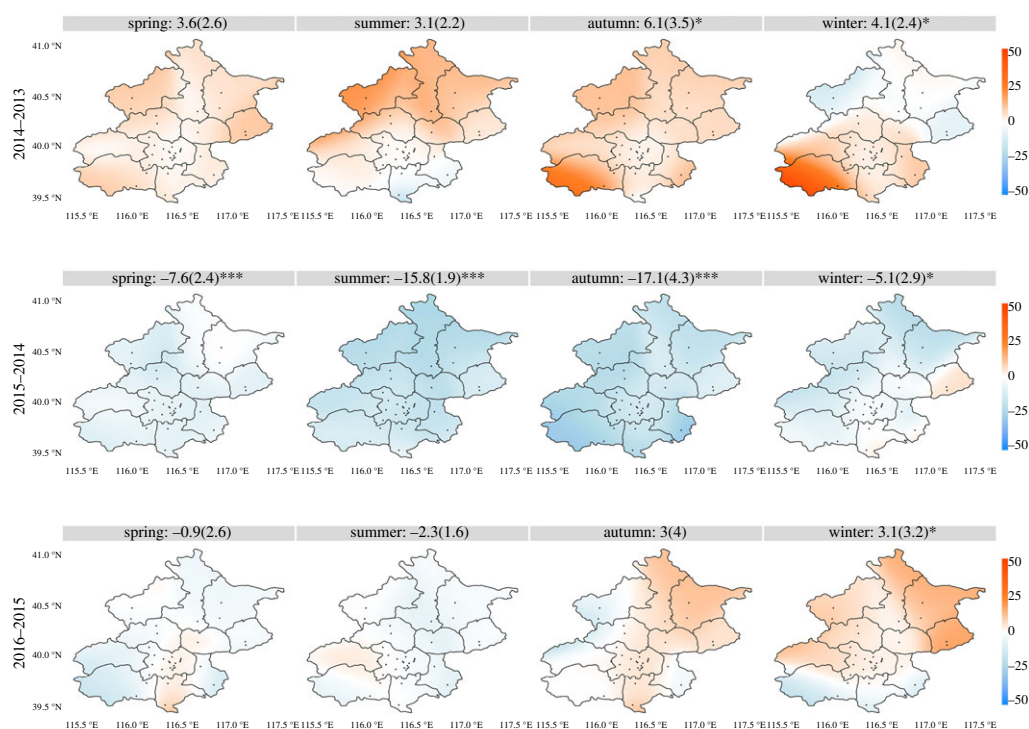 spring: 3.6(2.6) summer: 3.1(2.2) autumn: 6.1(3.5)* winter: 4.1(2.4)*
41.0 °N
40.5 °N
40.0 °N
39.5 °N
2014–2013
50
25
0
–25
–50
115.5 °E 116.0 °E 116.5 °E 117.0 °E 117.5 °E 115.5 °E 116.0 °E 116.5 °E 117.0 °E 117.5 °E 115.5 °E 116.0 °E 116.5 °E 117.0 °E 117.5 °E 115.5 °E 116.0 °E 116.5 °E 117.0 °E 117.5 °E
spring: –7.6(2.4)*** summer: –15.8(1.9)*** autumn: –17.1(4.3)*** winter: –5.1(2.9)*
41.0 °N
40.5 °N
40.0 °N
39.5 °N
2015–2014
50
25
0
–25
–50
115.5 °E 116.0 °E 116.5 °E 117.0 °E 117.5 °E 115.5 °E 116.0 °E 116.5 °E 117.0 °E 117.5 °E 115.5 °E 116.0 °E 116.5 °E 117.0 °E 117.5 °E 115.5 °E 116.0 °E 116.5 °E 117.0 °E 117.5 °E
spring: –0.9(2.6) summer: –2.3(1.6) autumn: 3(4) winter: 3.1(3.2)*
41.0 °N
40.5 °N
40.0 °N
39.5 °N
2016–2015
50
25
0
–25
–50
115.5 °E 116.0 °E 116.5 °E 117.0 °E 117.5 °E 115.5 °E 116.0 °E 116.5 °E 117.0 °E 117.5 °E 115.5 °E 116.0 °E 116.5 °E 117.0 °E 117.5 °E 115.5 °E 116.0 °E 116.5 °E 117.0 °E 117.5 °E